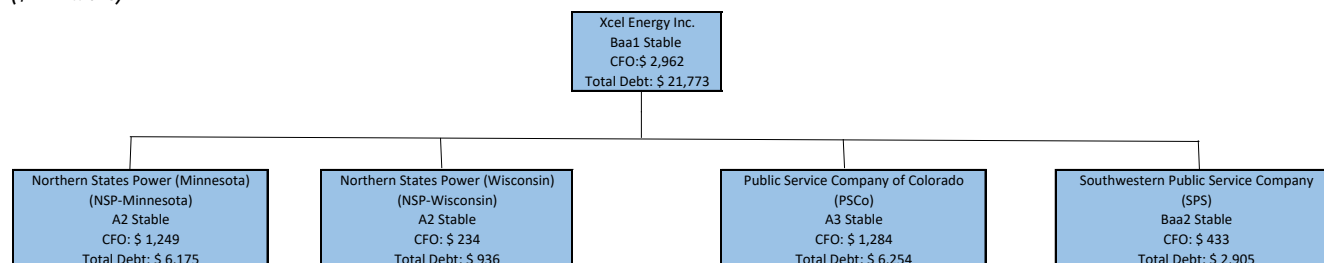 Xcel Energy Inc.
Baa1 Stable
CFO:$ 2,962
Total Debt: $ 21,773
Northern States Power (Minnesota)
(NSP-Minnesota)
A2 Stable
CFO: $ 1,249
Total Debt: $ 6,175
Northern States Power (Wisconsin)
(NSP-Wisconsin)
A2 Stable
CFO: $ 234
Total Debt: $ 936
Public Service Company of Colorado
(PSCo)
A3 Stable
CFO: $ 1,284
Total Debt: $ 6,254
Southwestern Public Service Company
(SPS)
Baa2 Stable
CFO: $ 433
Total Debt: $ 2,905